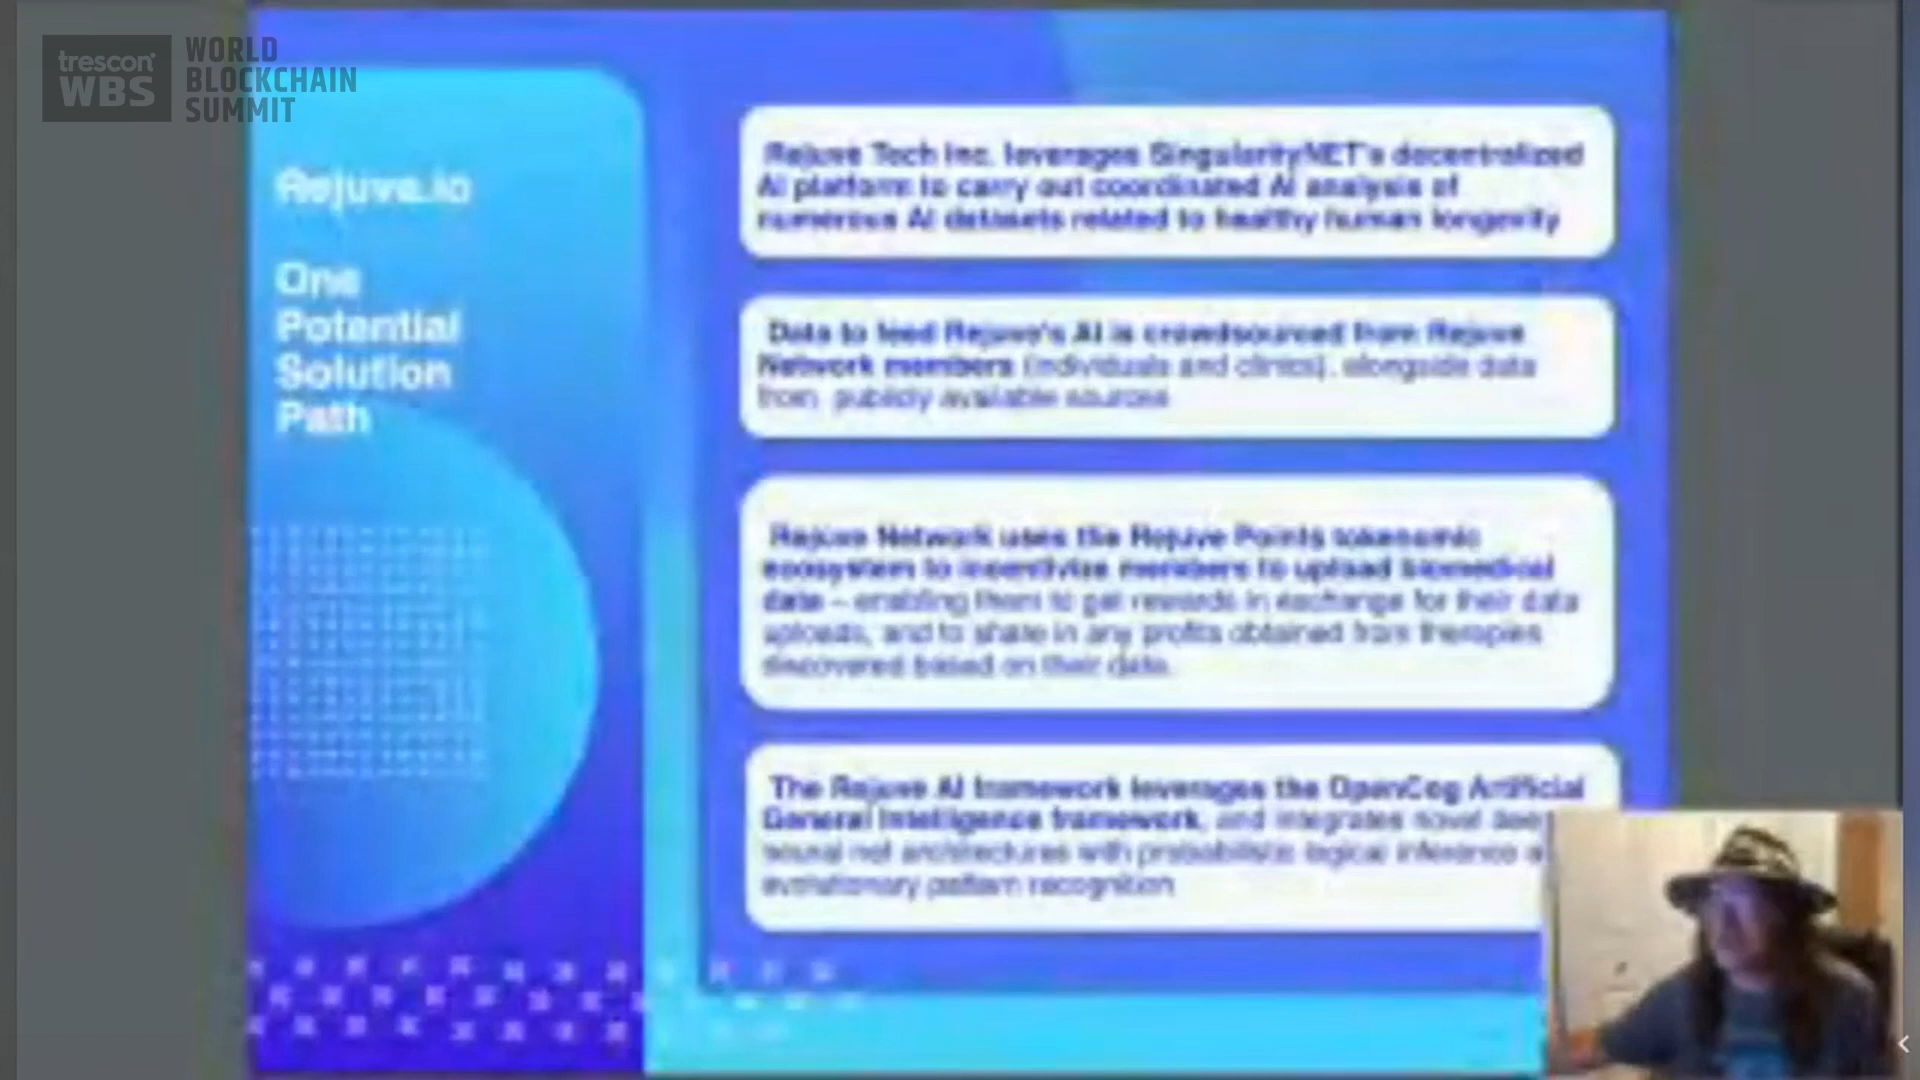 trescon
WBS
WORLD
BLOCKCHAIN
SUMMIT
Rejuve.io
One
Potential
Solution
Path
Rejuve Tech Inc. leverages SingularityNET's decentralized
AI platform to carry out coordinated AI analysis of
numerous AI datasets related to healthy human longevity
Data to feed Rejuve's AI is crowdsourced from Rejuve
Network members (individuals and clinics), alongside data
from publicly available sources
Rejuve Network uses the Rejuve Points tokenomic
ecosystem to incentivize members to upload biomedical
data – enabling them to get rewards in exchange for their data
uploads, and to share in any profits obtained from therapies
discovered based on their data.
The Rejuve AI framework leverages the OpenCog Artificial
General Intelligence framework, and integrates novel
neural net architectures with probabilistic logical inference
evolutionary pattern recognition